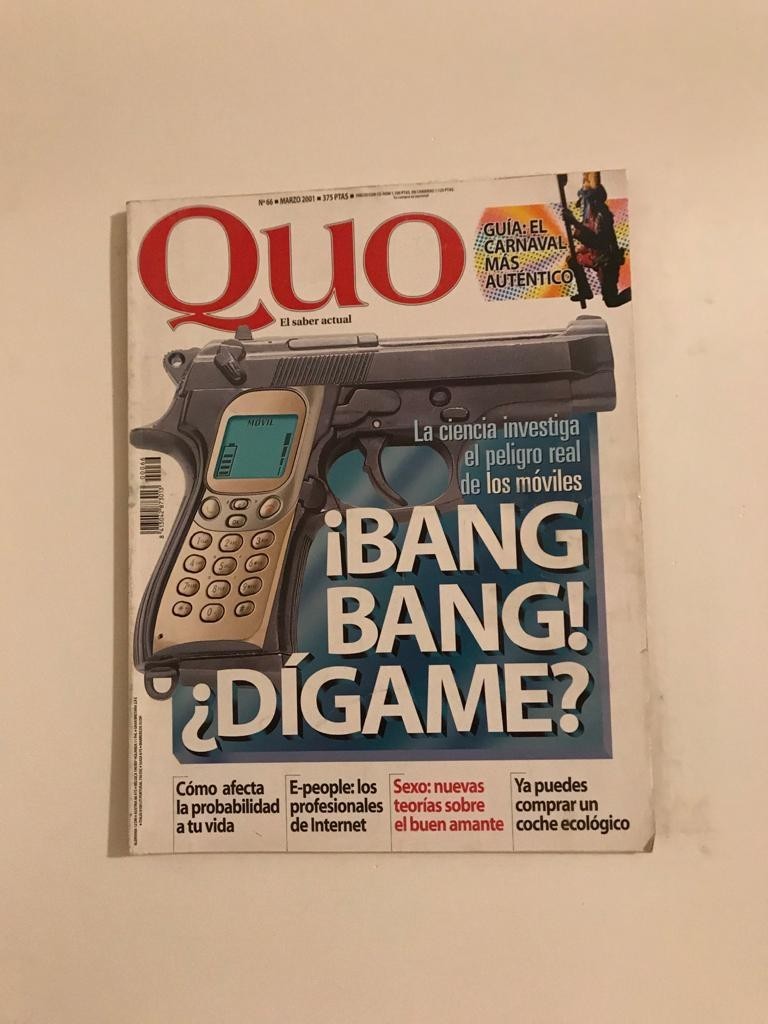 Nº 66 ■ MARZO 2001 ■ 375 PTAS ■
Quo
El saber actual
GUÍA: EL
CARNAVAL
MÁS
AUTÉNTICO
MÓVIL
La ciencia investiga
el peligro real
de los móviles
¡BANG
BANG!
¿DÍGAME?
00066
Cómo afecta
la probabilidad
a tu vida
E-people: los
profesionales
de Internet
Sexo: nuevas
teorías sobre
el buen amante
Ya puedes
comprar un
coche ecológico